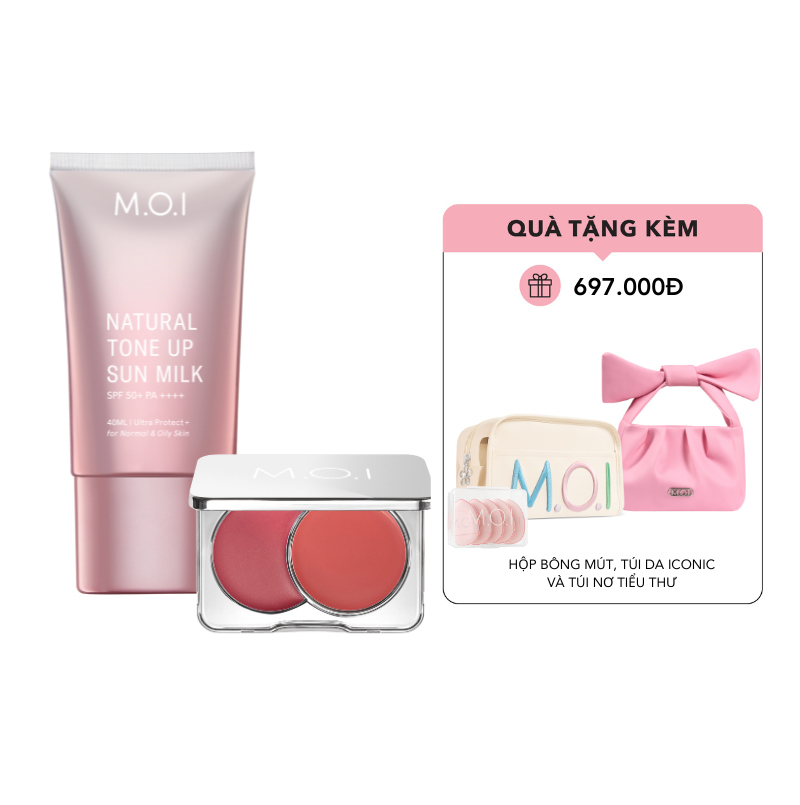 M.O.I
NATURAL
TONE UP
SUN MILK
SPF 50+ PA ++++
40ML | Ultra Protect+
for Normal & Oily Skin
M.O.I
QUÀ TẶNG KÈM
697.000Đ
M.O.I
M.O.I
M.O.I
HỘP BÔNG MÚT, TÚI DA ICONIC
VÀ TÚI NƠ TIỂU THƯ